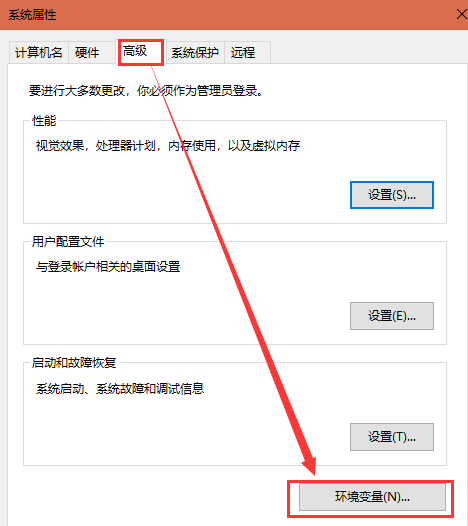 系统属性
计算机名 硬件 高级 系统保护 远程
要进行大多数更改，你必须作为管理员登录。
性能
视觉效果，处理器计划，内存使用，以及虚拟内存
设置(S)...
用户配置文件
与登录帐户相关的桌面设置
设置(E)...
启动和故障恢复
系统启动、系统故障和调试信息
设置(T)...
环境变量(N)...